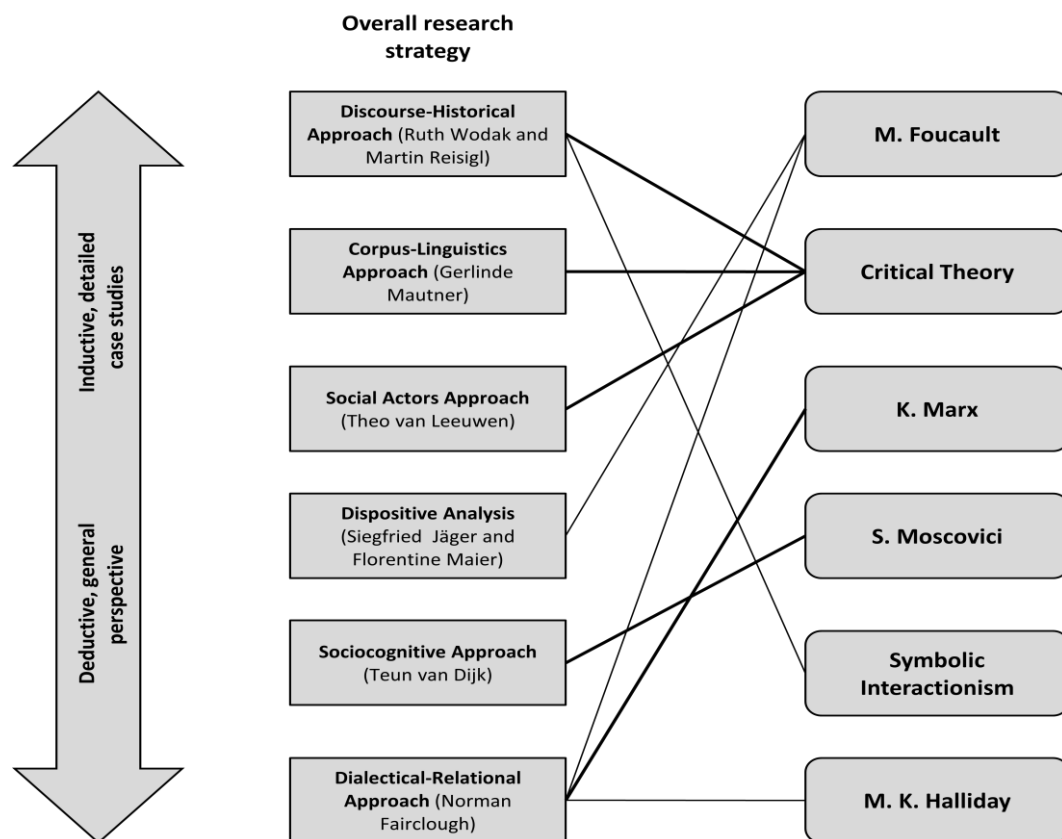 Overall research
strategy
Inductive, detailed
case studies
Deductive, general
perspective
Discourse-Historical
Approach (Ruth Wodak and
Martin Reisigl)
Corpus-Linguistics
Approach (Gerlinde
Mautner)
Social Actors Approach
(Theo van Leeuwen)
Dispositive Analysis
(Siegfried Jäger and
Florentine Maier)
Sociocognitive Approach
(Teun van Dijk)
Dialectical-Relational
Approach (Norman
Fairclough)
M. Foucault
Critical Theory
K. Marx
S. Moscovici
Symbolic
Interactionism
M. K. Halliday